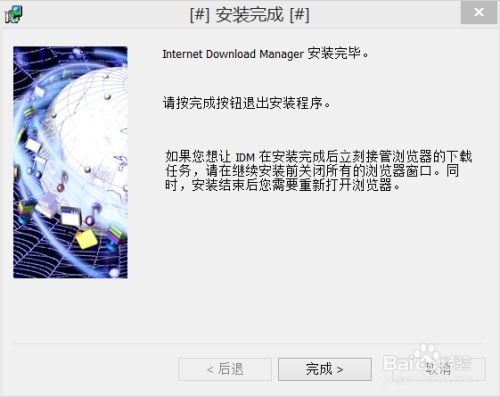 [#] 安装完成 [#]
Internet Download Manager 安装完毕。
请按完成按钮退出安装程序。
如果您想让 IDM 在安装完成后立刻接管浏览器的下载
任务，请在继续安装前关闭所有的浏览器窗口。同
时，安装结束后您需要重新打开浏览器。
< 后退
完成 >
取消
Baidu 经验